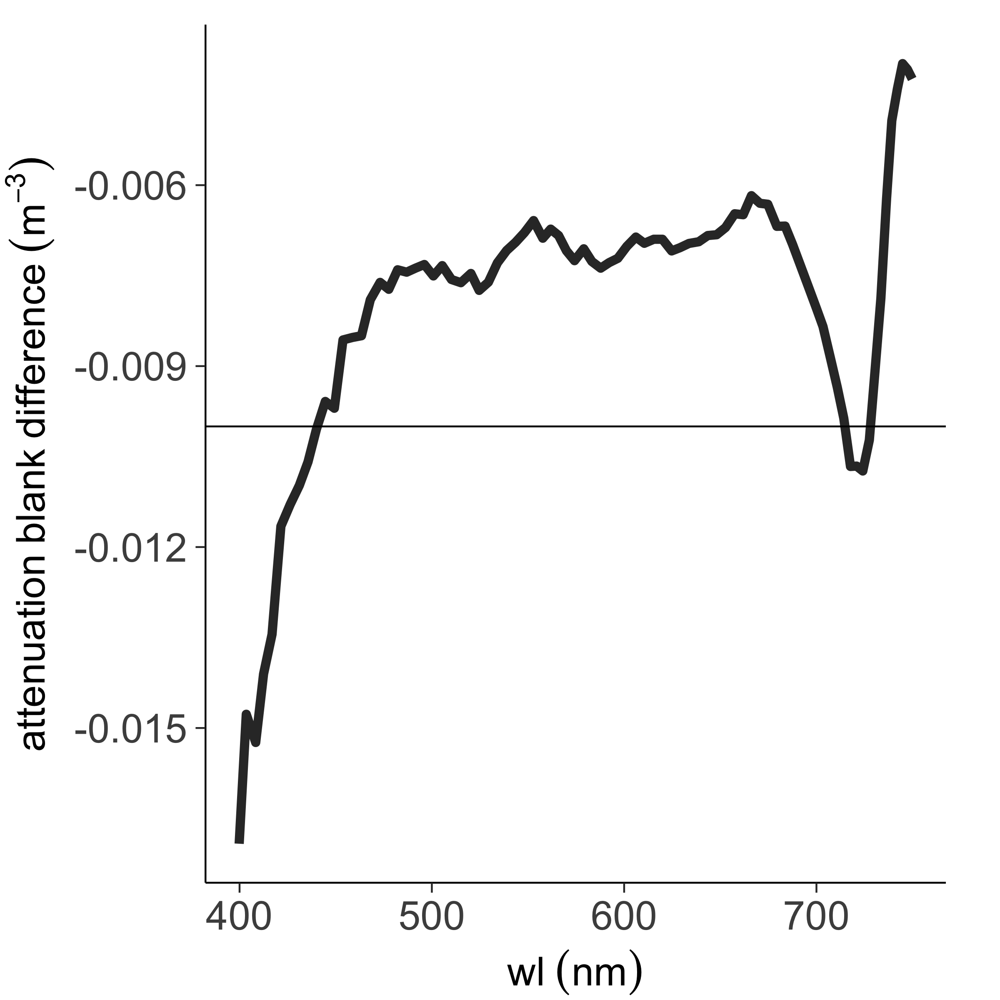 attenuation blank difference (m⁻³)
-0.006
-0.009
-0.012
-0.015
400 500 600 700
wl (nm)